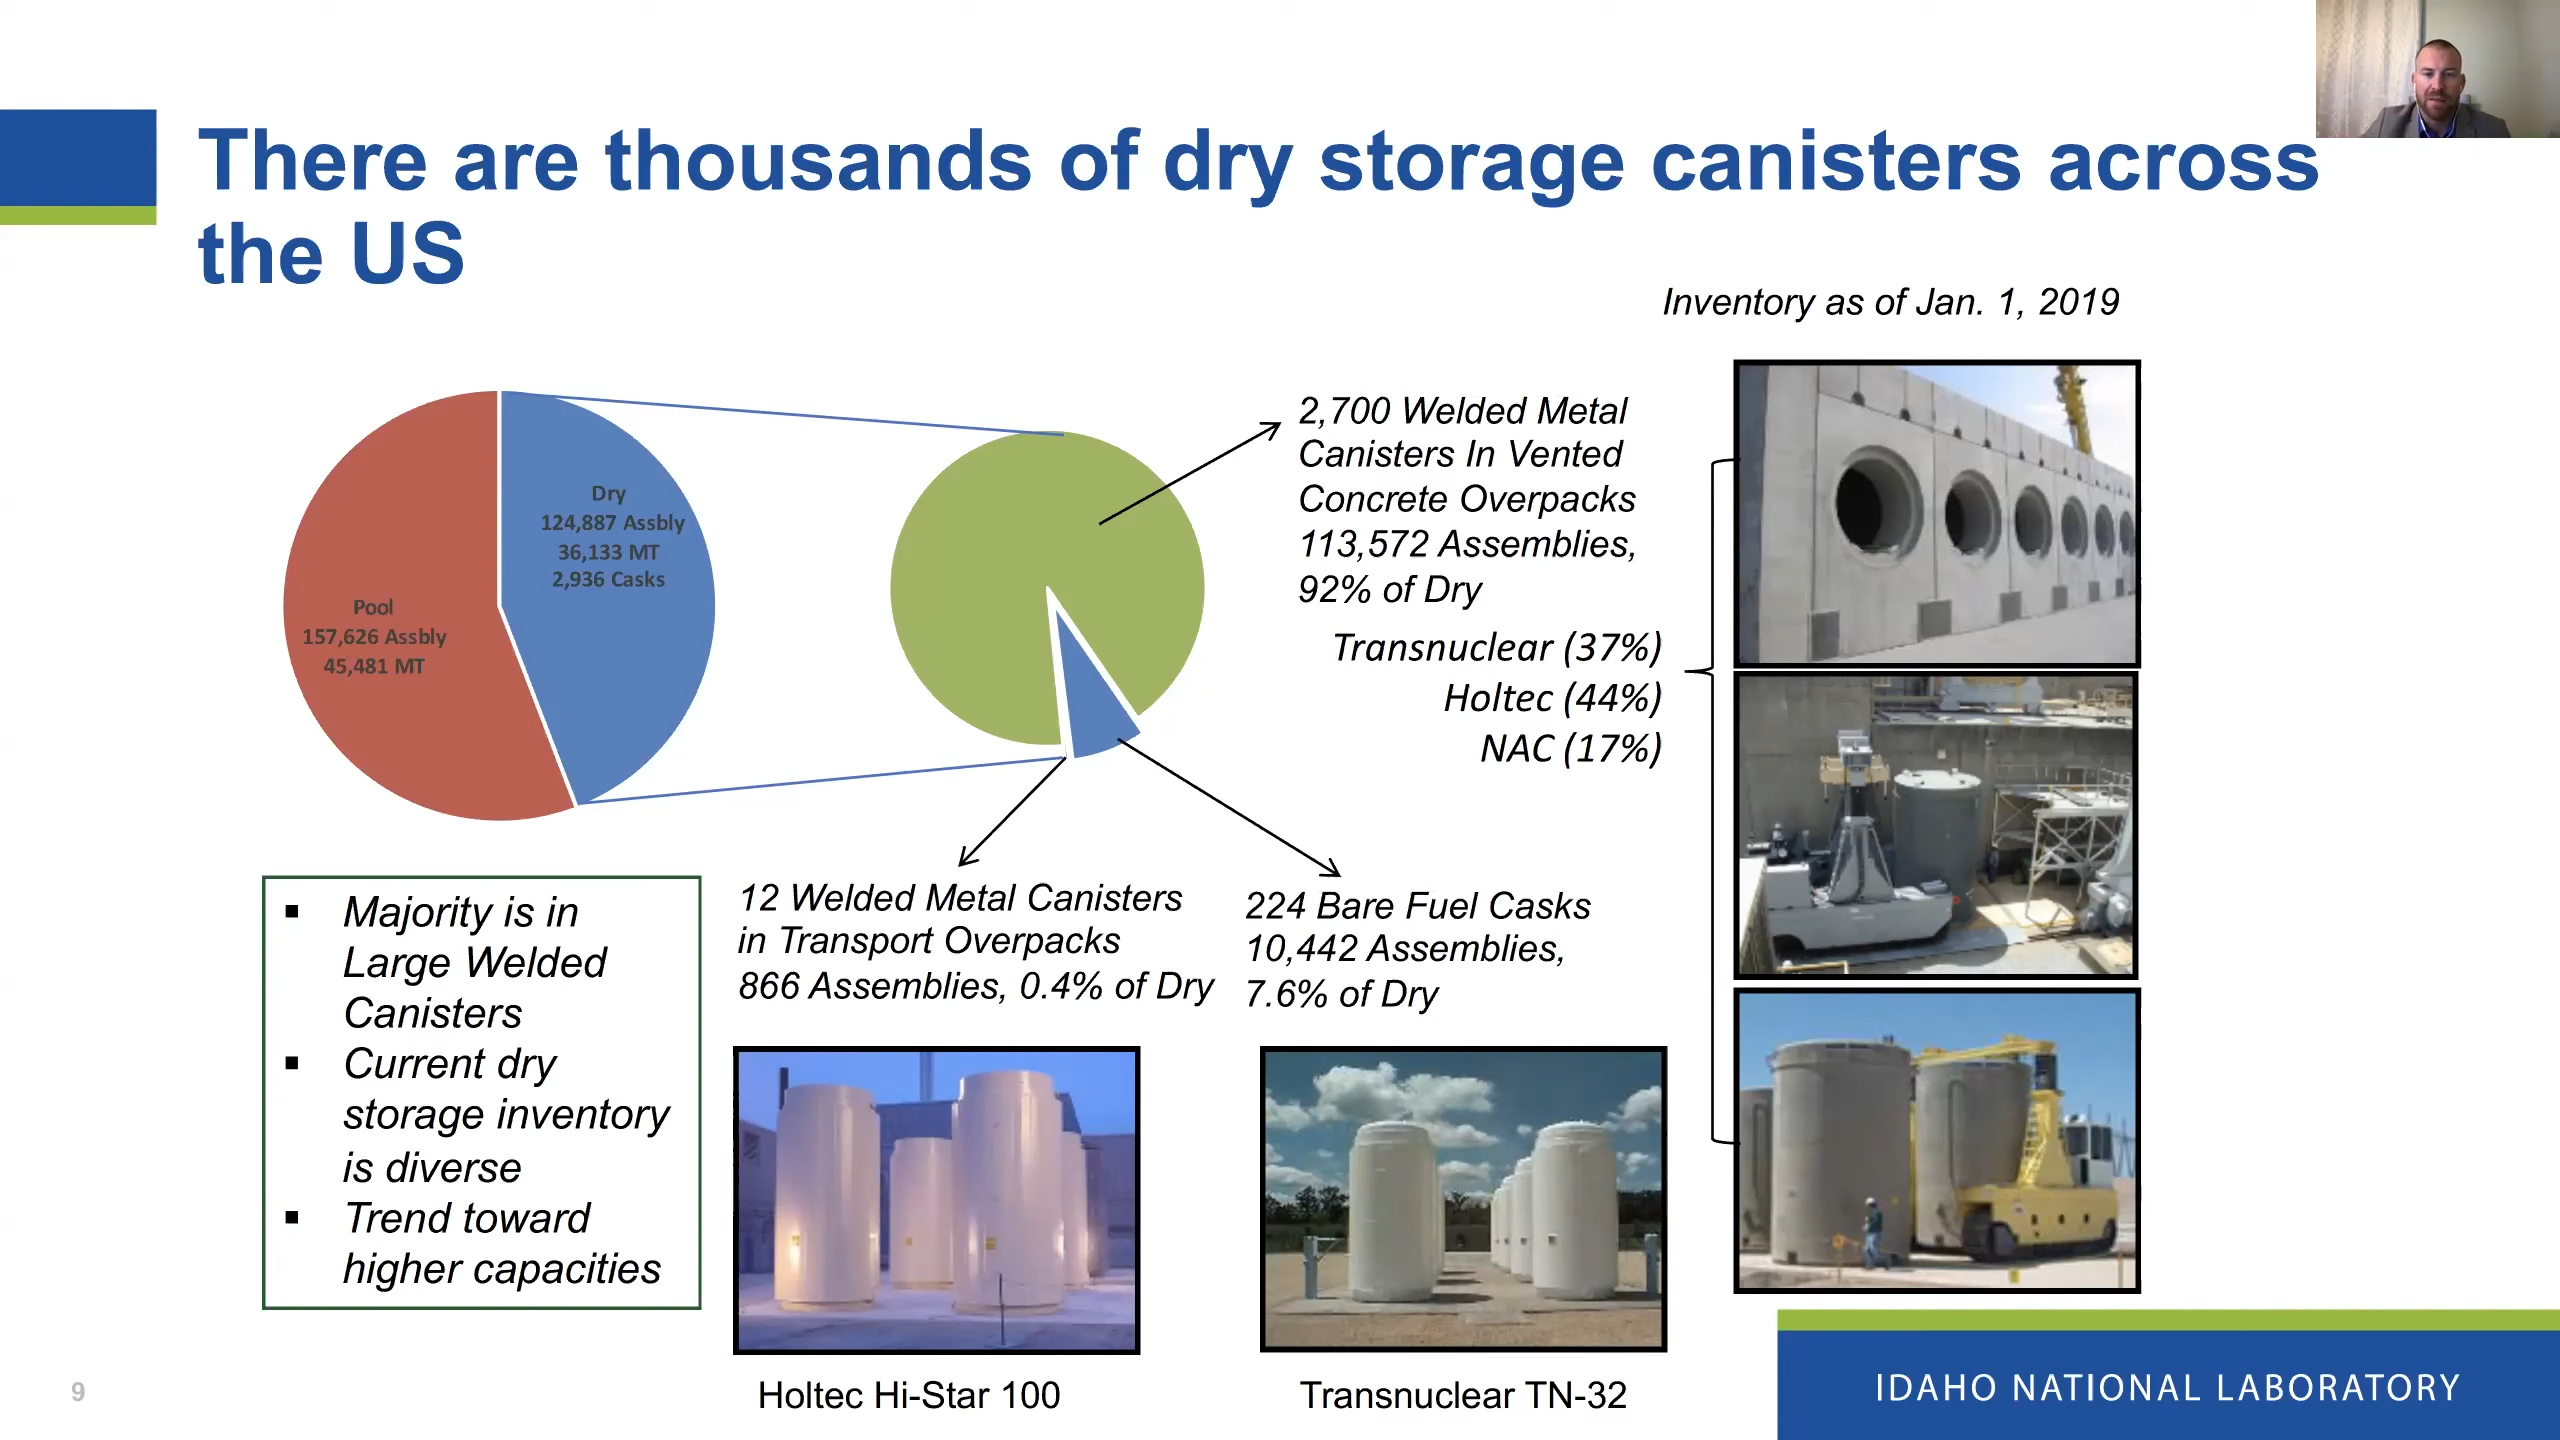 There are thousands of dry storage canisters across
the US
Inventory as of Jan. 1, 2019
Dry
124,887 Assbly
36,133 MT
2,936 Casks
Pool
157,626 Assbly
45,481 MT
2,700 Welded Metal
Canisters In Vented
Concrete Overpacks
113,572 Assemblies,
92% of Dry
Transnuclear (37%)
Holtec (44%)
NAC (17%)
▪ Majority is in
Large Welded
Canisters
▪ Current dry
storage inventory
is diverse
▪ Trend toward
higher capacities
12 Welded Metal Canisters
in Transport Overpacks
866 Assemblies, 0.4% of Dry
224 Bare Fuel Casks
10,442 Assemblies,
7.6% of Dry
Holtec Hi-Star 100
Transnuclear TN-32
9
IDAHO NATIONAL LABORATORY